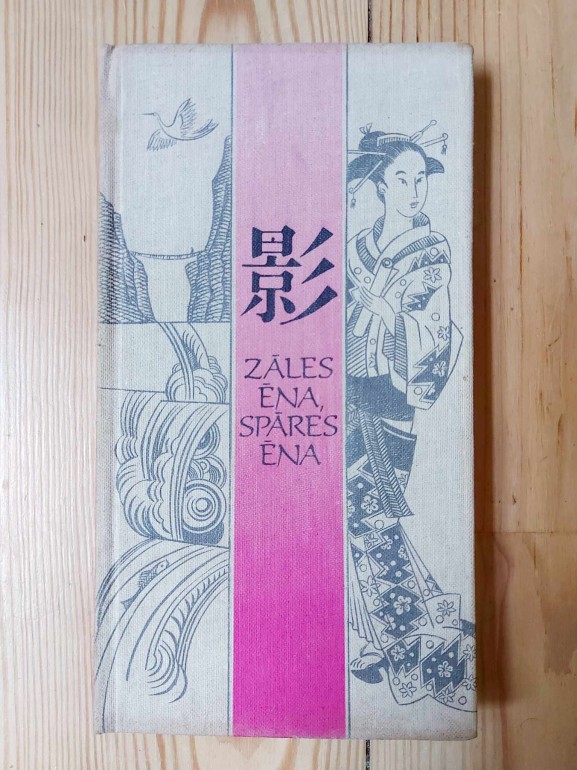 影
ZĀLES
ĒNA,
SPĀRES
ĒNA